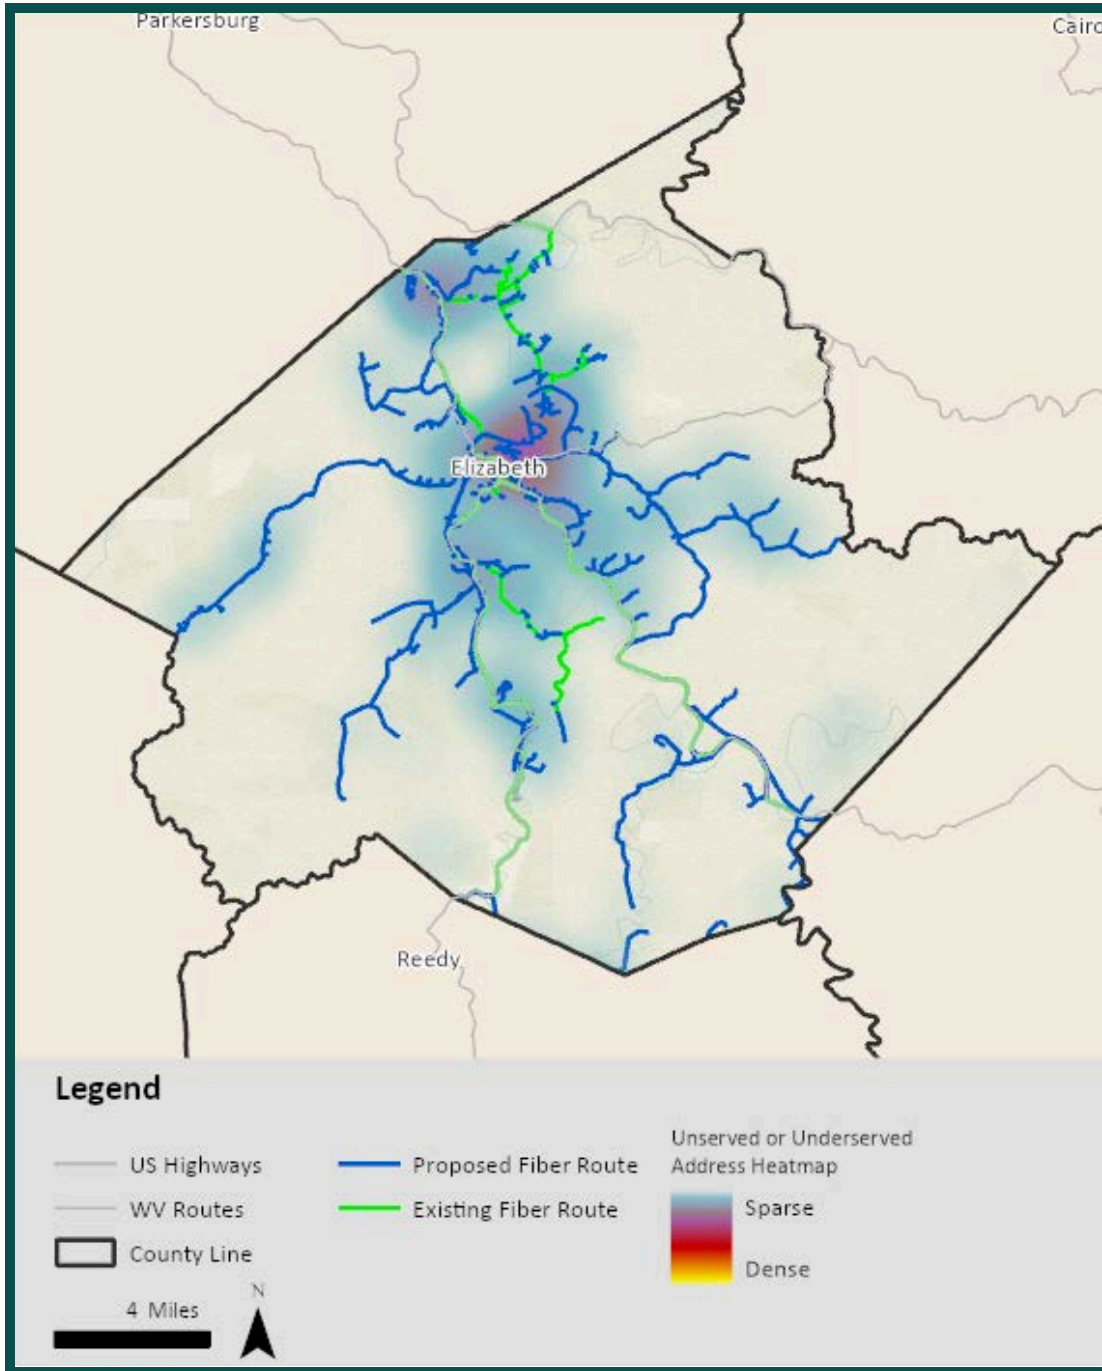 Parkersburg
Cairo
Elizabeth
Reedy
Legend
US Highways
WV Routes
County Line
4 Miles
N
Proposed Fiber Route
Existing Fiber Route
Unserved or Underserved
Address Heatmap
Sparse
Dense